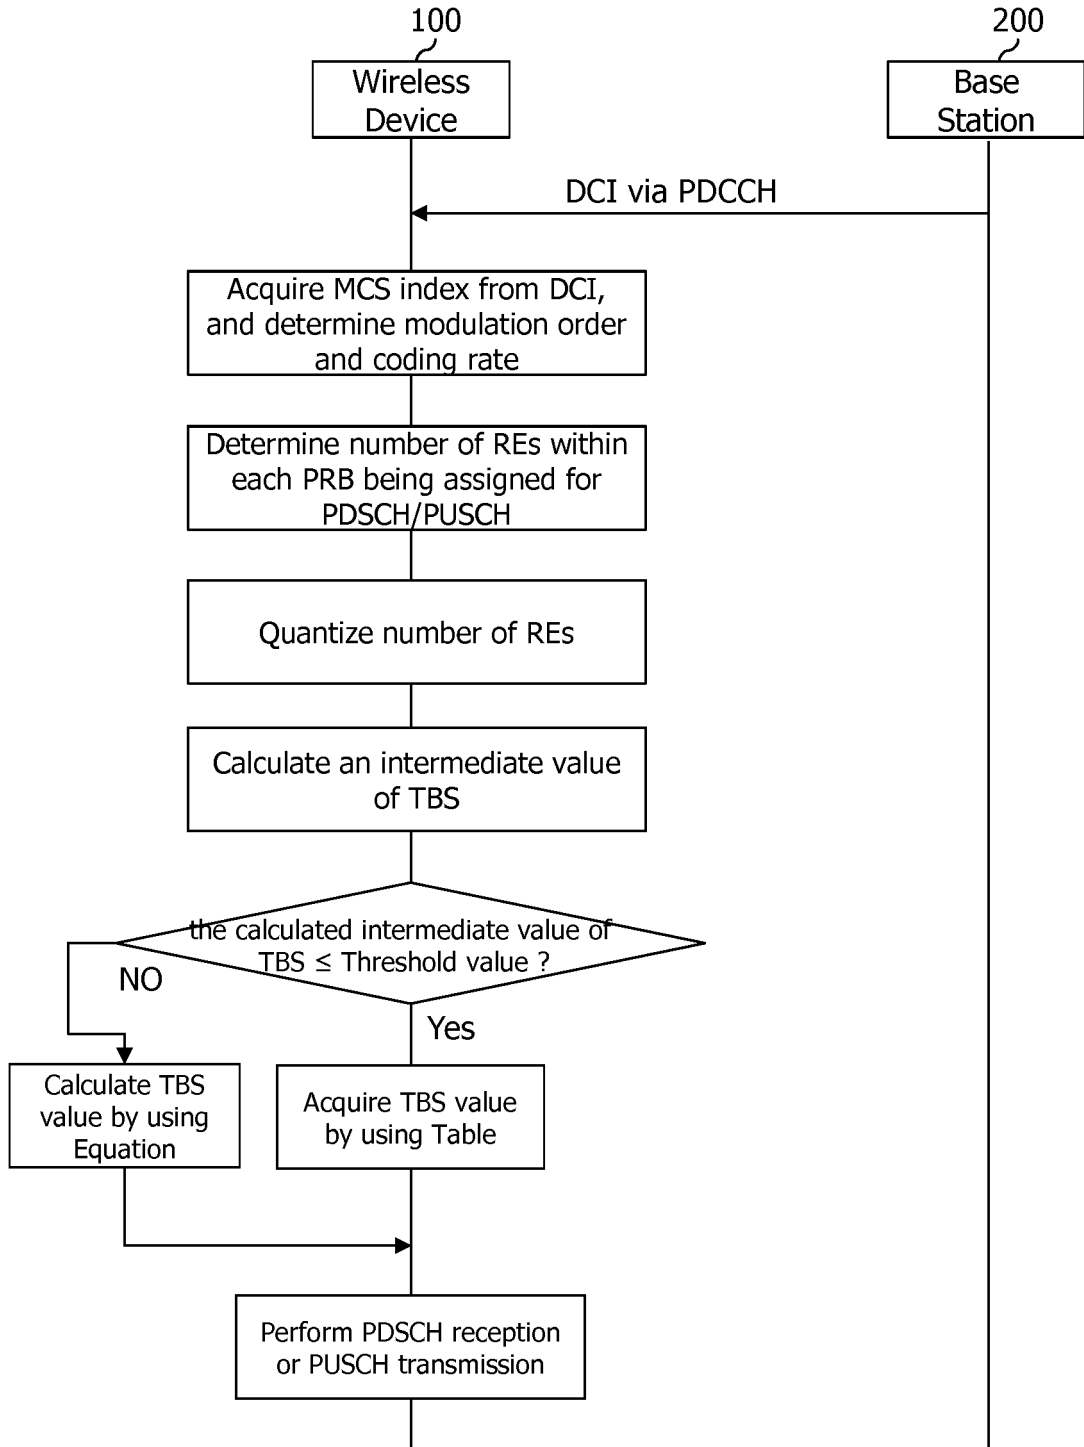 100
200
Wireless
Device
Base
Station
DCI via PDCCH
Acquire MCS index from DCI,
and determine modulation order
and coding rate
Determine number of REs within
each PRB being assigned for
PDSCH/PUSCH
Quantize number of REs
Calculate an intermediate value
of TBS
the calculated intermediate value of
TBS ≤ Threshold value ?
NO
Yes
Calculate TBS
value by using
Equation
Acquire TBS value
by using Table
Perform PDSCH reception
or PUSCH transmission